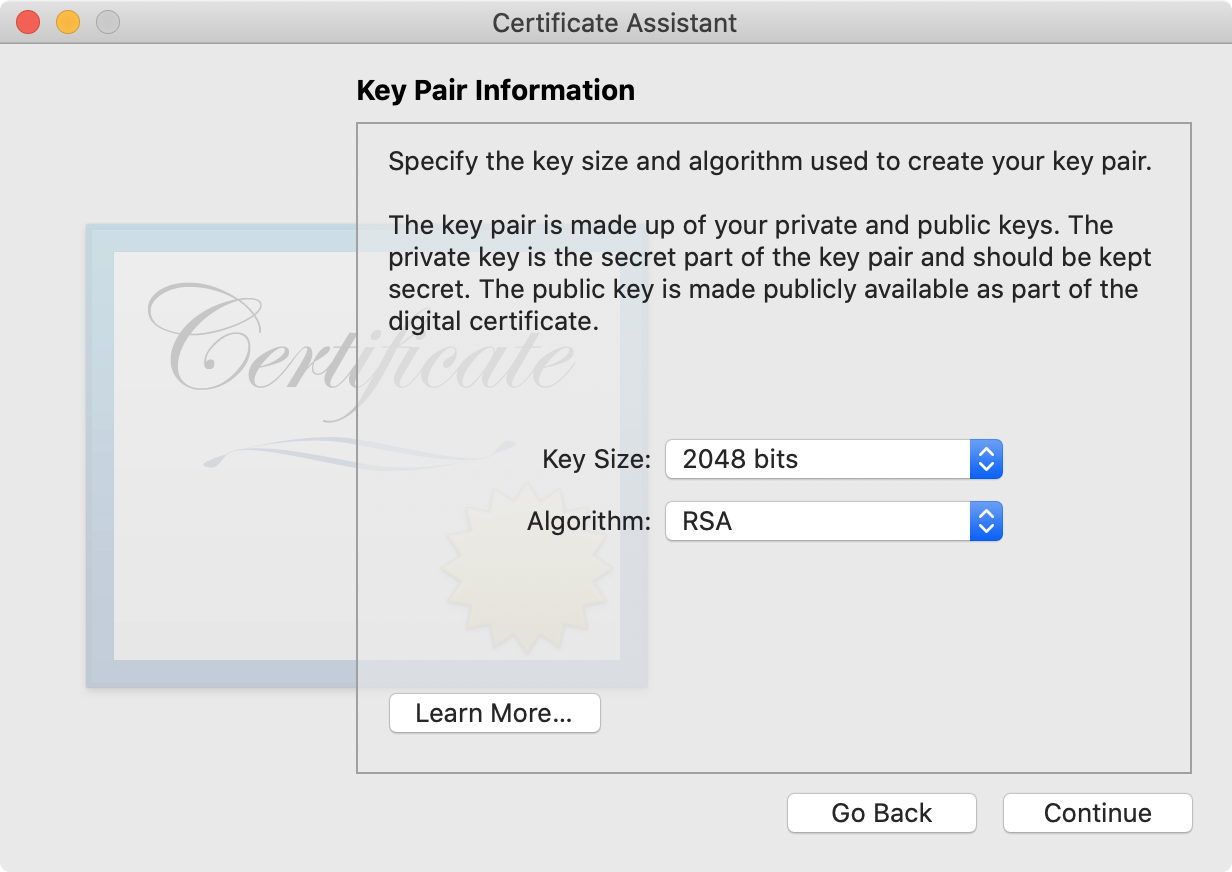 Certificate Assistant
Key Pair Information
Specify the key size and algorithm used to create your key pair.
The key pair is made up of your private and public keys. The
private key is the secret part of the key pair and should be kept
secret. The public key is made publicly available as part of the
digital certificate.
Certificate
Key Size: 2048 bits
Algorithm: RSA
Learn More...
Go Back Continue